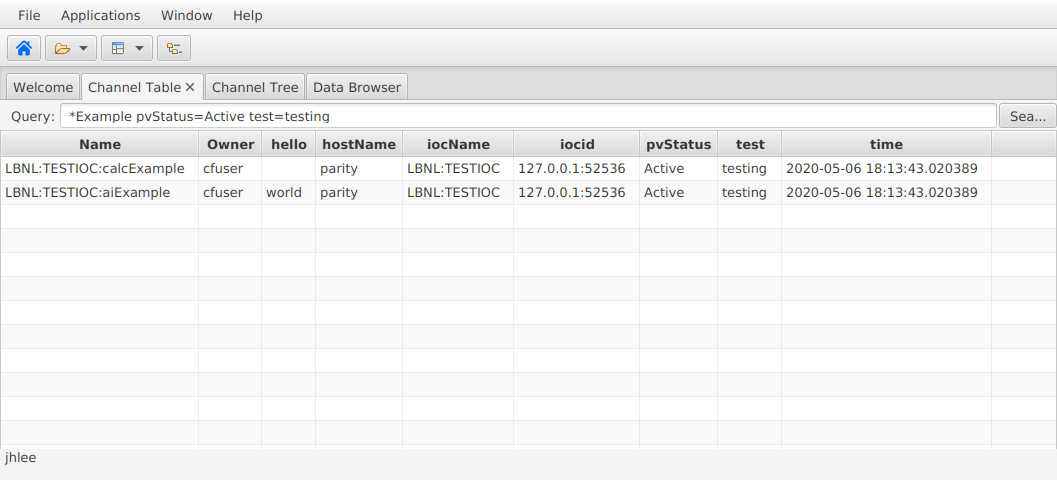 File Applications Window Help
Welcome Channel Table Channel Tree Data Browser
Query: *Example pvStatus=Active test=testing Sea...
Name Owner hello hostName iocName iocid pvStatus test time
LBNL:TESTIOC:calcExample cfuser parity LBNL:TESTIOC 127.0.0.1:52536 Active testing 2020-05-06 18:13:43.020389
LBNL:TESTIOC:aiExample cfuser world parity LBNL:TESTIOC 127.0.0.1:52536 Active testing 2020-05-06 18:13:43.020389
jhlee